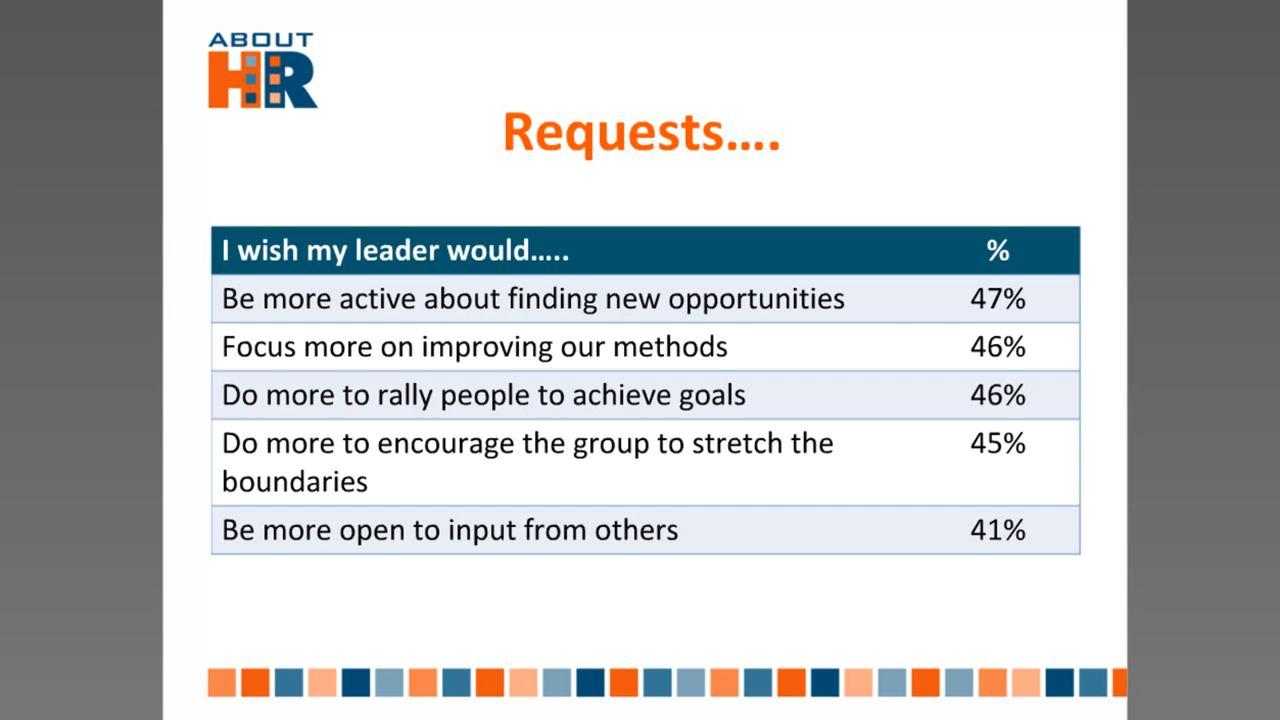 ABOUT
HR
Requests....
I wish my leader would..... %
Be more active about finding new opportunities 47%
Focus more on improving our methods 46%
Do more to rally people to achieve goals 46%
Do more to encourage the group to stretch the 45%
boundaries
Be more open to input from others 41%